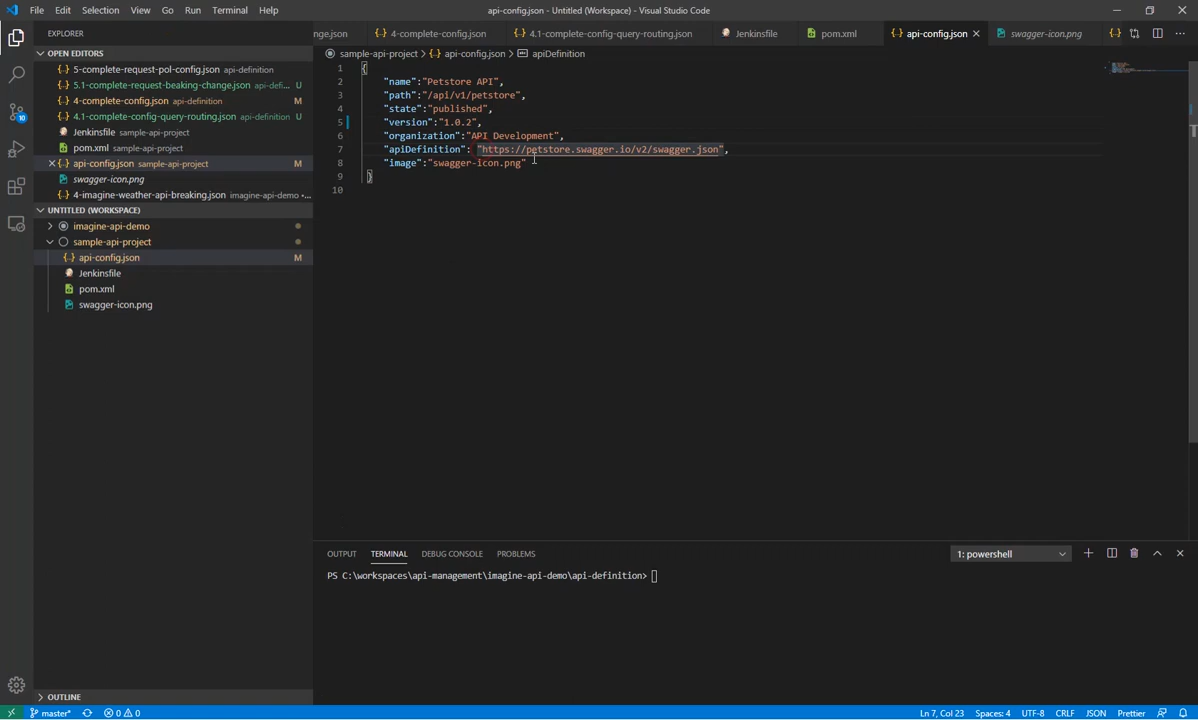 File Edit Selection View Go Run Terminal Help
api-config.json - Untitled (Workspace) - Visual Studio Code
EXPLORER
nge.json 4-complete-config.json 4.1-complete-config-query-routing.json Jenkinsfile pom.xml api-config.json swagger-icon.png
OPEN EDITORS
5-complete-request-pol-config.json api-definition
5.1-complete-request-beaking-change.json api-defi... U
4-complete-config.json api-definition M
4.1-complete-config-query-routing.json api-def... U
Jenkinsfile sample-api-project
pom.xml sample-api-project
api-config.json sample-api-project M
swagger-icon.png
4-imagine-weather-api-breaking.json imagine-api-demo •...
UNTITLED (WORKSPACE)
imagine-api-demo
sample-api-project
api-config.json M
Jenkinsfile
pom.xml
swagger-icon.png
OUTLINE
sample-api-project > api-config.json > apiDefinition
1 {
2 "name":"Petstore API",
3 "path":"/api/v1/petstore",
4 "state":"published",
5 "version":"1.0.2",
6 "organization":"API Development",
7 "apiDefinition": "https://petstore.swagger.io/v2/swagger.json",
8 "image":"swagger-icon.png"
9 }
10
OUTPUT TERMINAL DEBUG CONSOLE PROBLEMS 1: powershell
PS C:\workspaces\api-management\imagine-api-demo\api-definition>
master* 0 0 Ln 7, Col 23 Spaces: 4 UTF-8 CRLF JSON Prettier